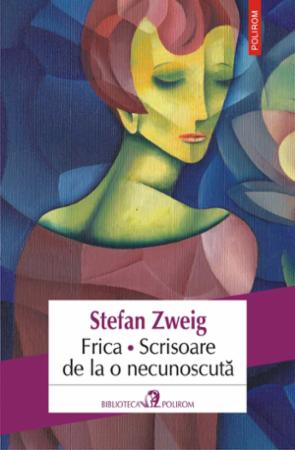 POLIROM
Stefan Zweig
Frica • Scrisoare
de la o necunoscută
BIBLIOTECA POLIROM